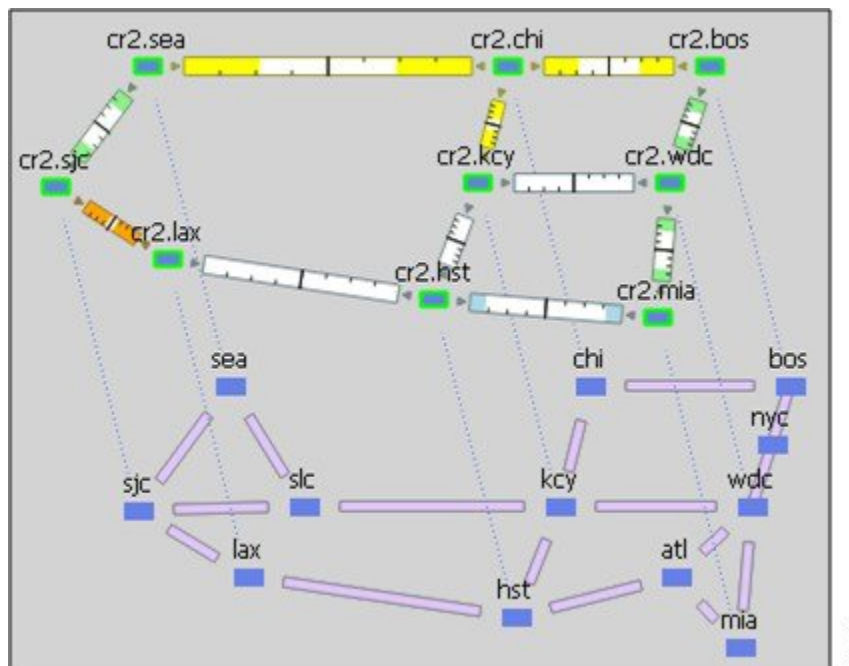 cr2.sea cr2.chi cr2.bos
cr2.sjc cr2.kcy cr2.wdc
cr2.lax cr2.hst cr2.mia
sea chi bos
nyc
sjc slc kcy wdc
lax atl
hst
mia